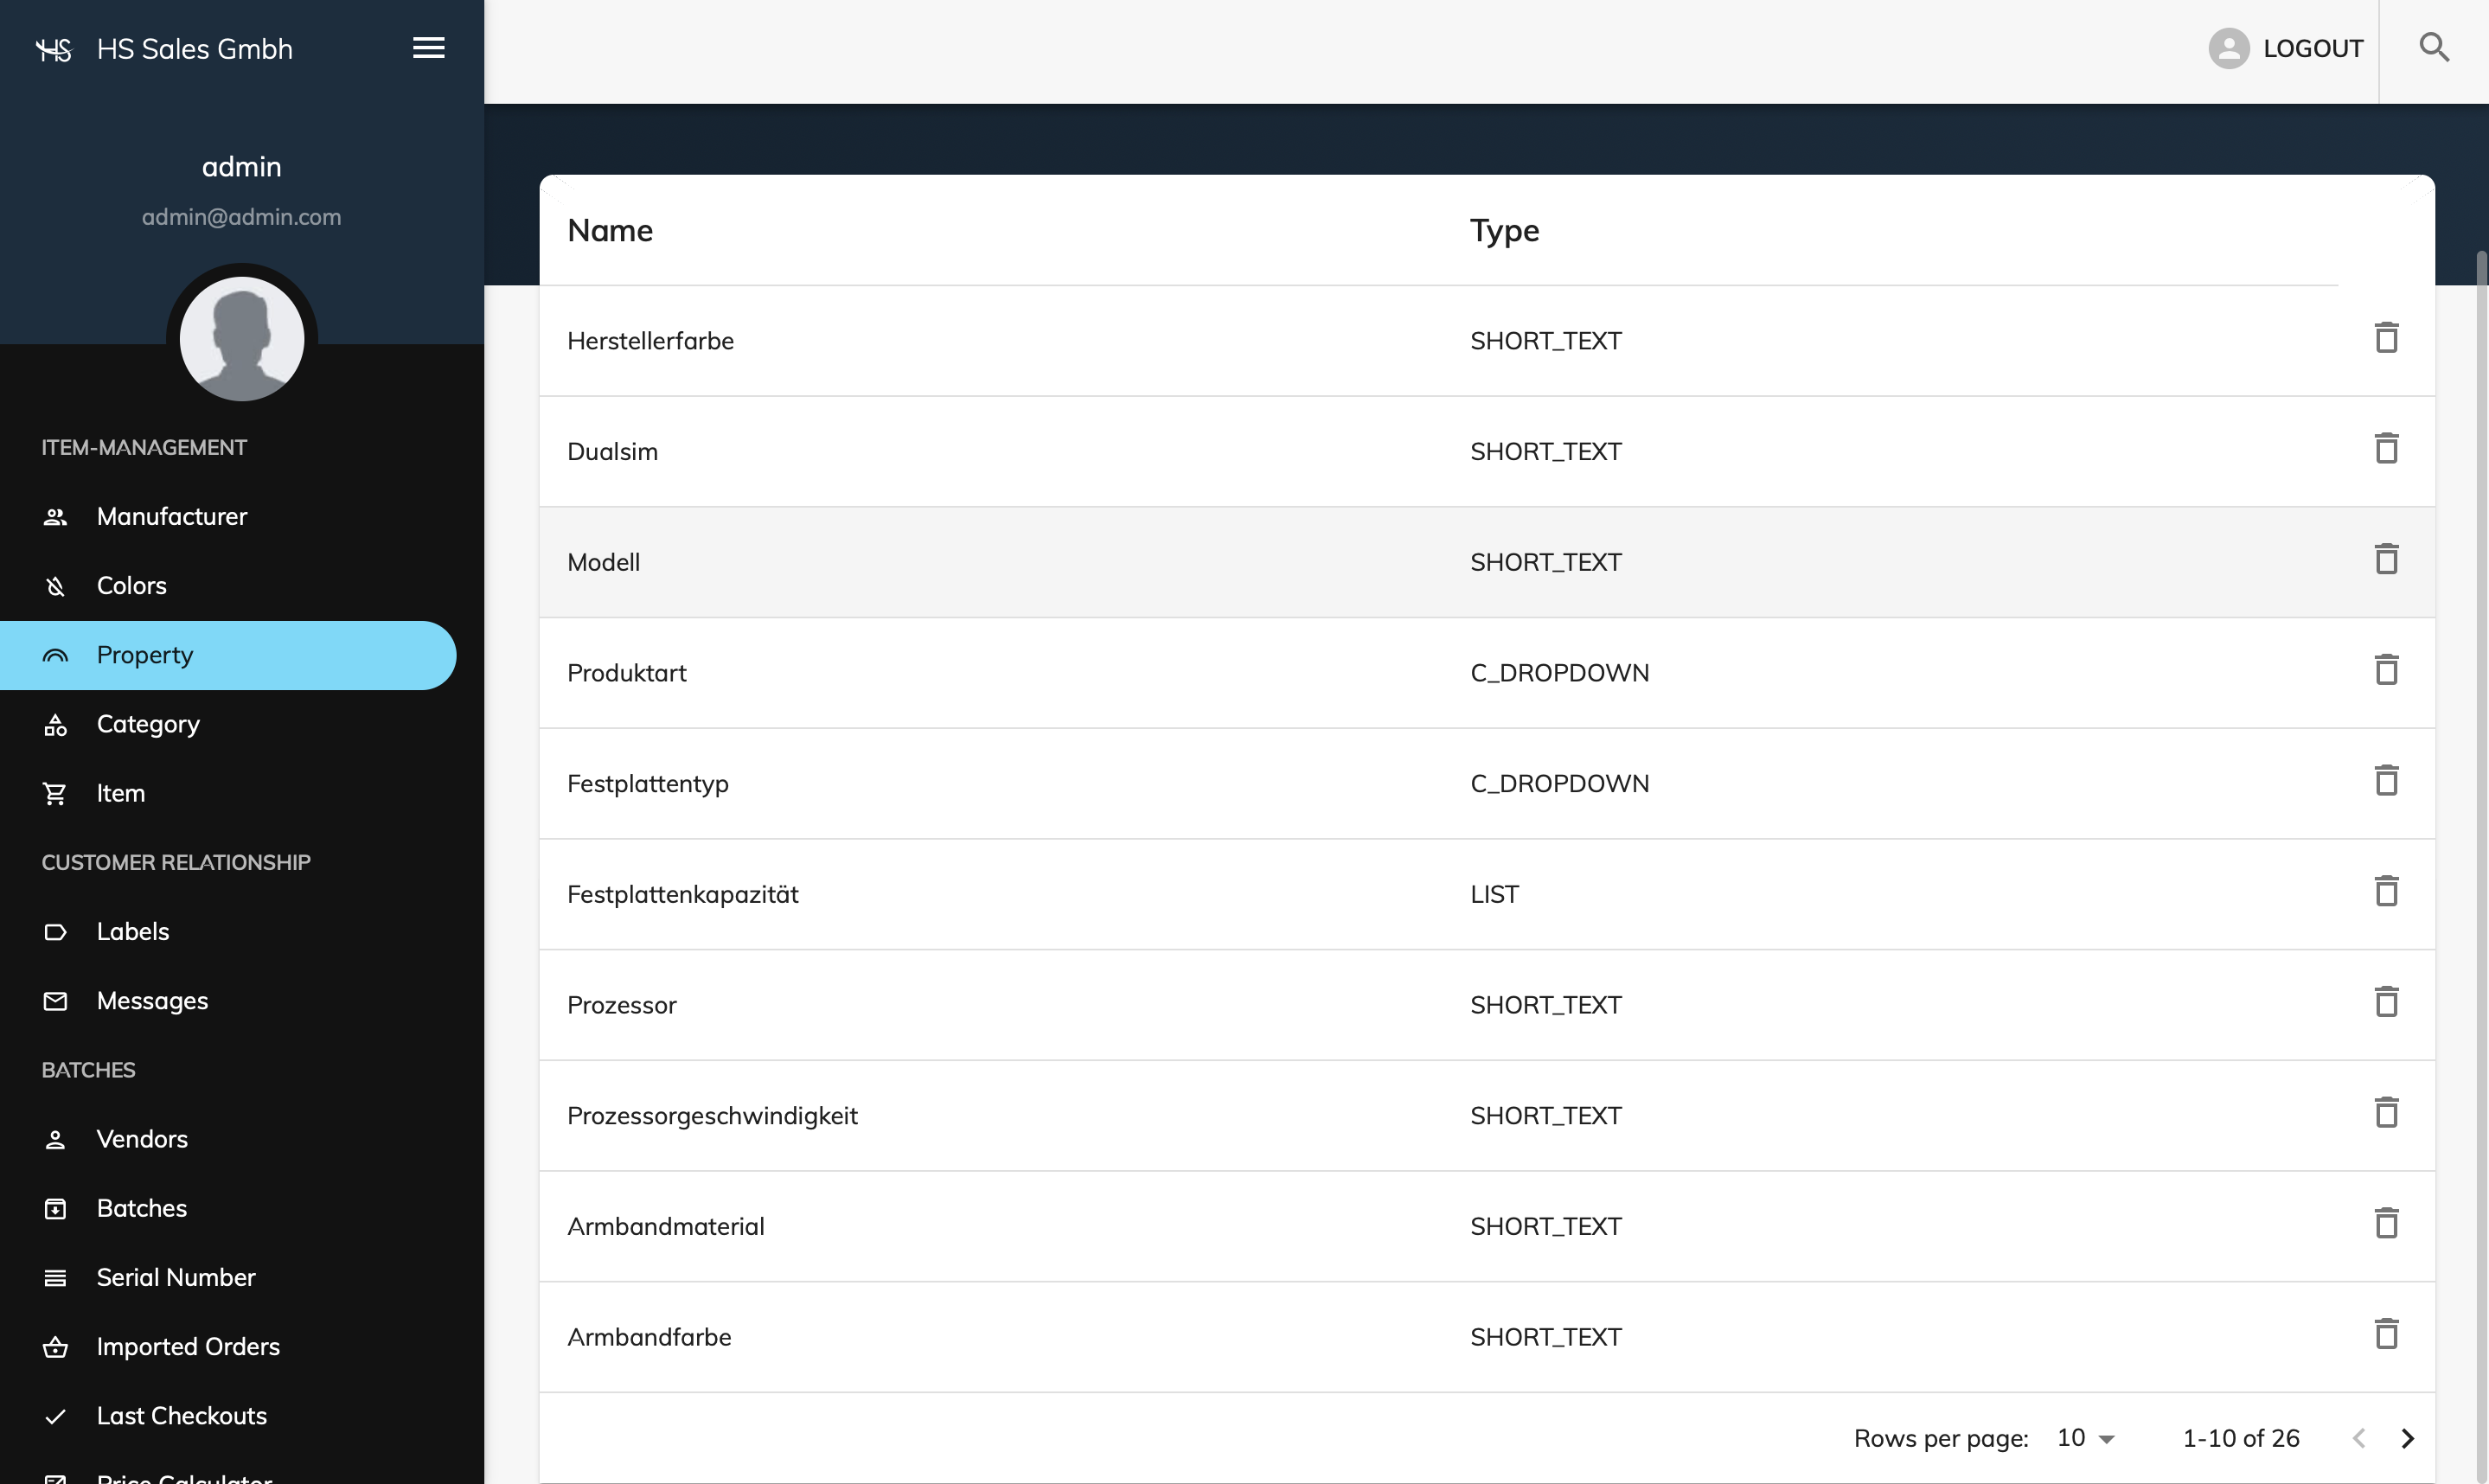 HS HS Sales Gmbh
LOGOUT
admin
admin@admin.com
ITEM-MANAGEMENT
Manufacturer
Colors
Property
Category
Item
CUSTOMER RELATIONSHIP
Labels
Messages
BATCHES
Vendors
Batches
Serial Number
Imported Orders
Last Checkouts
Price Calculator
Name Type
Herstellerfarbe SHORT_TEXT
Dualsim SHORT_TEXT
Modell SHORT_TEXT
Produktart C_DROPDOWN
Festplattentyp C_DROPDOWN
Festplattenkapazität LIST
Prozessor SHORT_TEXT
Prozessorgeschwindigkeit SHORT_TEXT
Armbandmaterial SHORT_TEXT
Armbandfarbe SHORT_TEXT
Rows per page: 10 1-10 of 26